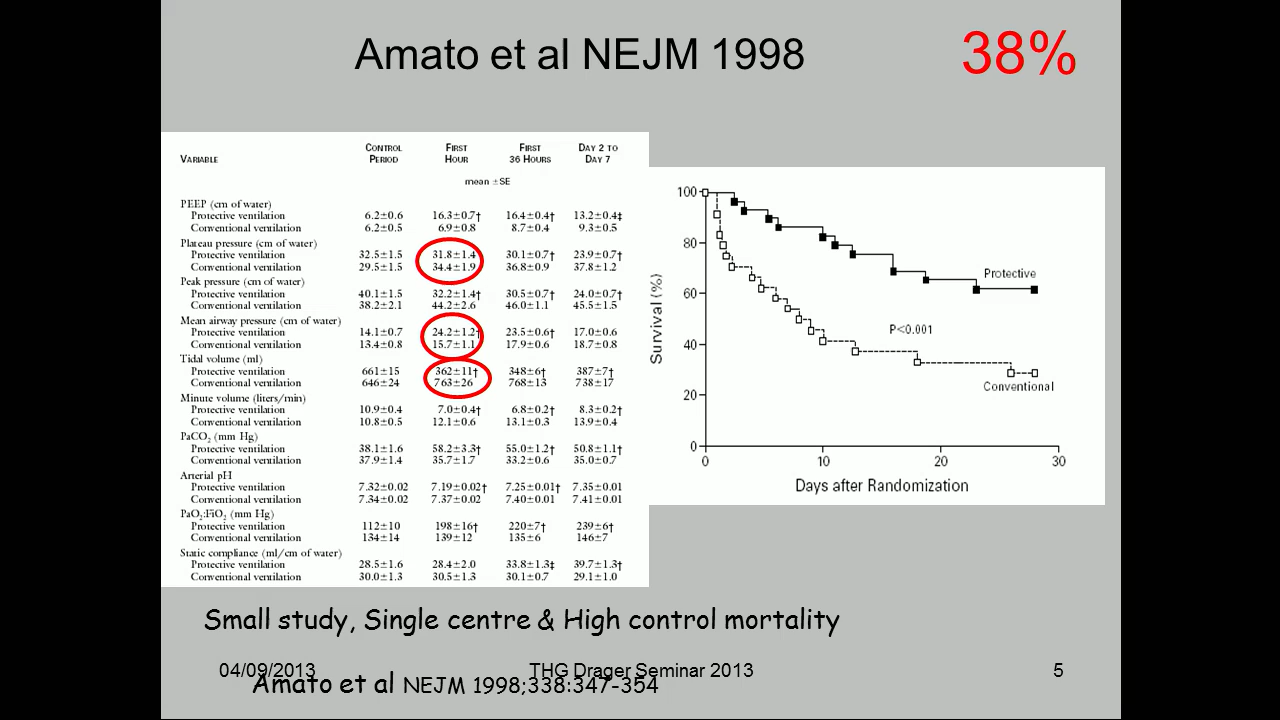 Amato et al NEJM 1998
38%
VARIABLE CONTROL PERIOD FIRST HOUR FIRST 36 HOURS DAY 2 TO DAY 7
mean ±SE
PEEP (cm of water)
Protective ventilation 6.2±0.6 16.3±0.7† 16.4±0.4† 13.2±0.4‡
Conventional ventilation 6.2±0.5 6.9±0.8 8.7±0.4 9.3±0.5
Plateau pressure (cm of water)
Protective ventilation 32.5±1.5 31.8±1.4 30.1±0.7† 23.9±0.7†
Conventional ventilation 29.5±1.5 34.4±1.9 36.8±0.9 37.8±1.2
Peak pressure (cm of water)
Protective ventilation 40.1±1.5 32.2±1.4† 30.5±0.7† 24.0±0.7†
Conventional ventilation 38.2±2.1 44.2±2.6 46.0±1.1 45.5±1.5
Mean airway pressure (cm of water)
Protective ventilation 14.1±0.7 24.2±1.2† 23.5±0.6† 17.0±0.6
Conventional ventilation 13.4±0.8 15.7±1.1 17.9±0.6 18.7±0.8
Tidal volume (ml)
Protective ventilation 661±15 362±11† 348±6† 387±7†
Conventional ventilation 646±24 763±26 768±13 738±17
Minute volume (liters/min)
Protective ventilation 10.9±0.4 7.0±0.4† 6.8±0.2† 8.3±0.2†
Conventional ventilation 10.8±0.5 12.1±0.6 13.1±0.3 13.9±0.4
PaCO2 (mm Hg)
Protective ventilation 38.1±1.6 58.2±3.3† 55.0±1.2† 50.8±1.1†
Conventional ventilation 37.9±1.4 35.7±1.7 33.2±0.6 35.0±0.7
Arterial pH
Protective ventilation 7.32±0.02 7.19±0.02† 7.25±0.01† 7.35±0.01
Conventional ventilation 7.34±0.02 7.37±0.02 7.40±0.01 7.41±0.01
PaO2:FiO2 (mm Hg)
Protective ventilation 112±10 198±16† 220±7† 239±6†
Conventional ventilation 134±14 139±12 135±6 146±7
Static compliance (ml/cm of water)
Protective ventilation 28.5±1.6 28.4±2.0 33.8±1.3‡ 39.7±1.3†
Conventional ventilation 30.0±1.3 30.5±1.3 30.1±0.7 29.1±1.0
Survival (%)
100
80
60
40
20
0
Protective
P<0.001
Conventional
0 10 20 30
Days after Randomization
Small study, Single centre & High control mortality
04/09/2013 THG Drager Seminar 2013 5
Amato et al NEJM 1998;338:347-354